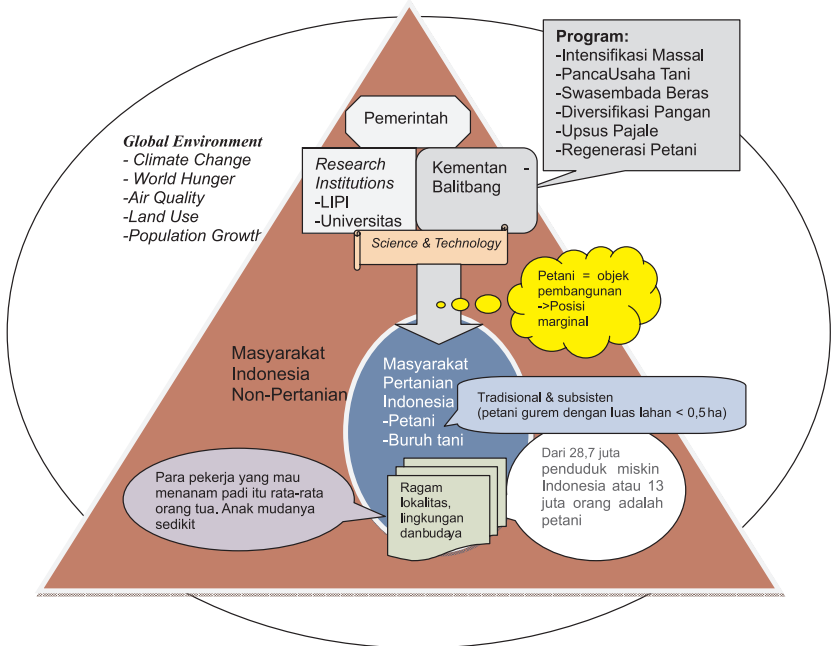 Program:
-Intensifikasi Massal
-PancaUsaha Tani
-Swasembada Beras
-Diversifikasi Pangan
-Upsus Pajale
-Regenerasi Petani
Pemerintah
Global Environment
- Climate Change
- World Hunger
-Air Quality
-Land Use
-Population Growth
Research
Institutions
-LIPI
-Universitas
Kementan -
Balitbang
Science & Technology
Petani = objek
pembangunan
->Posisi
marginal
Masyarakat
Indonesia
Non-Pertanian
Masyarakat
Pertanian
Indonesia
-Petani
-Buruh tani
Tradisional & subsisten
(petani gurem dengan luas lahan < 0,5 ha)
Para pekerja yang mau
menanam padi itu rata-rata
orang tua. Anak mudanya
sedikit
Ragam
lokalitas,
lingkungan
danbudaya
Dari 28,7 juta
penduduk miskin
Indonesia atau 13
juta orang adalah
petani